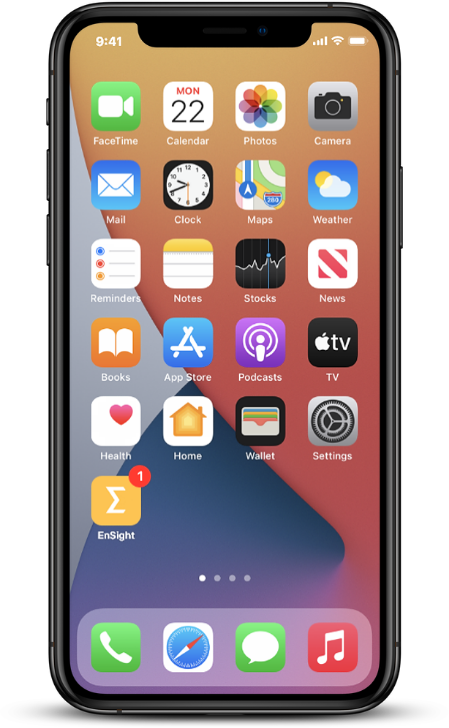 9:41
MON
22
FaceTime Calendar Photos Camera
12
280
Mail Clock Maps Weather
Reminders Notes Stocks News
tv
Books App Store Podcasts TV
Health Home Wallet Settings
Σ 1
EnSight